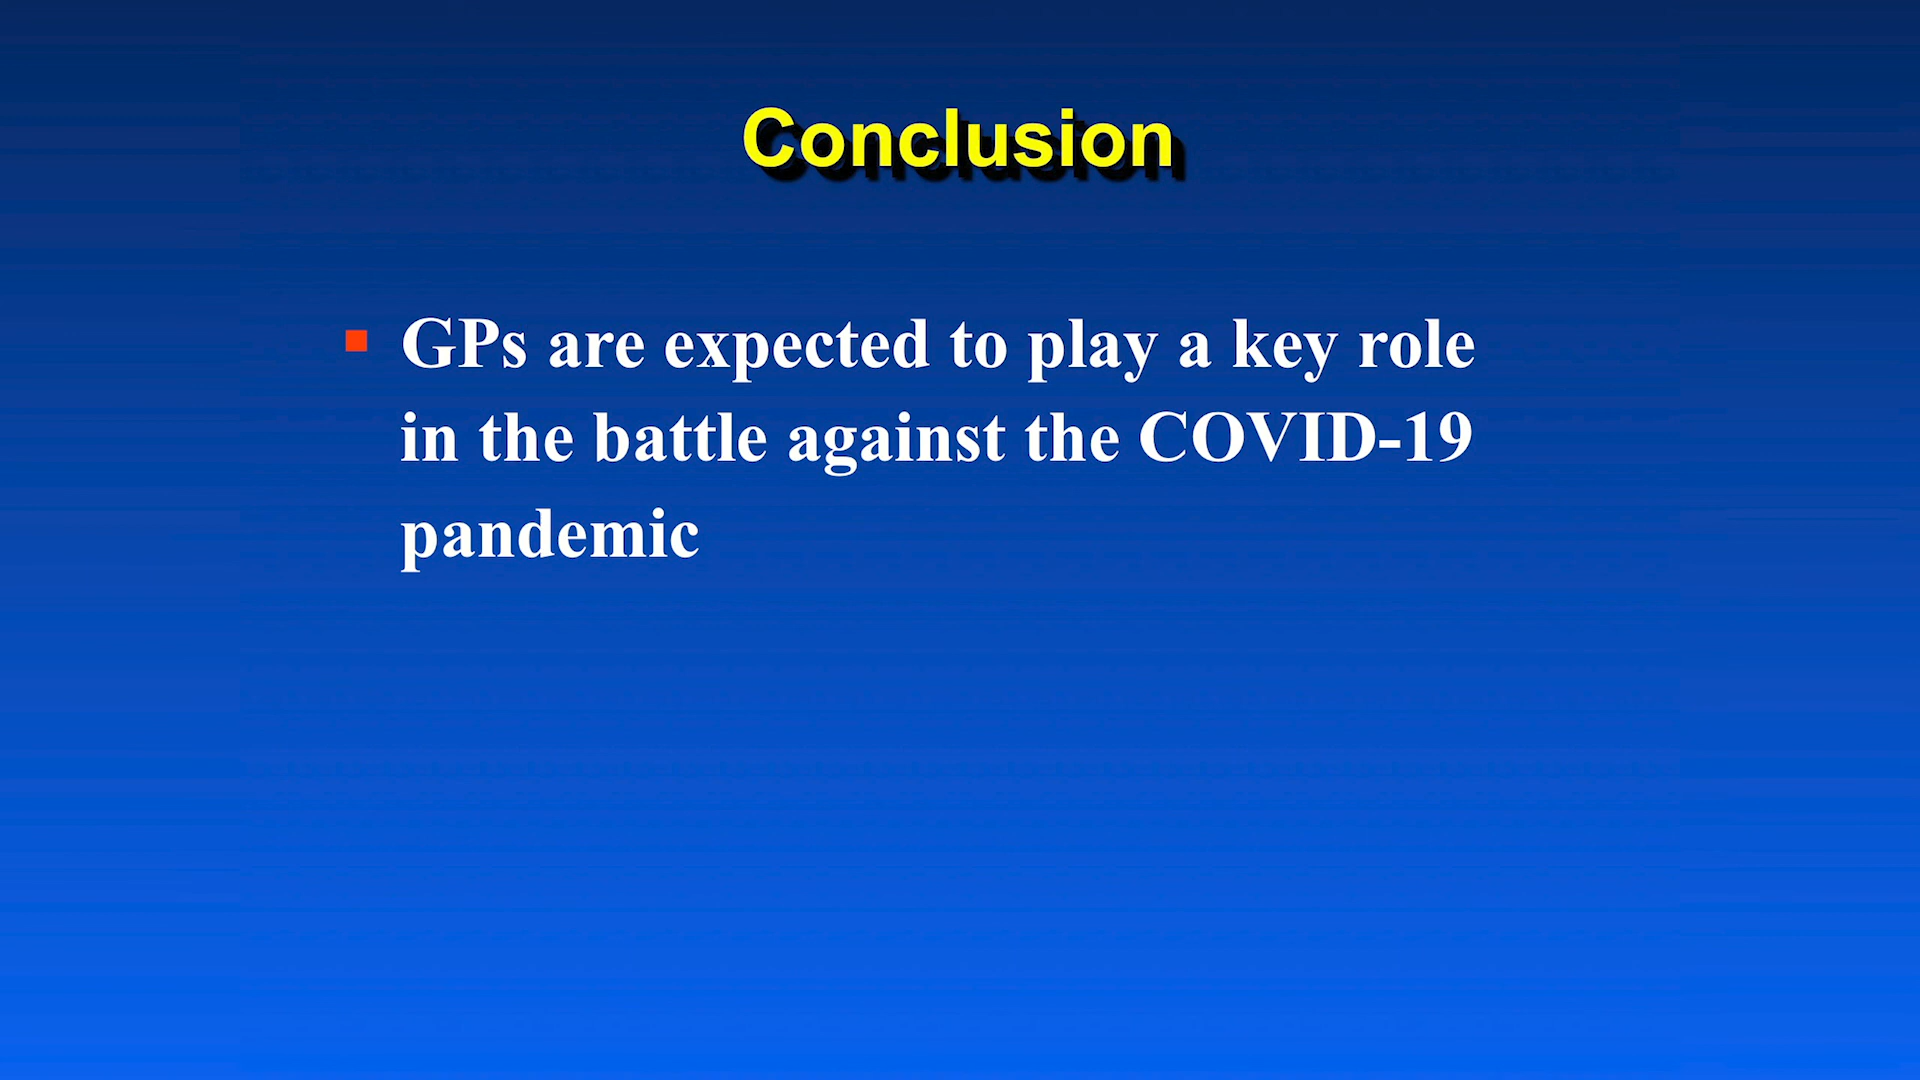 Conclusion
▪ GPs are expected to play a key role
in the battle against the COVID-19
pandemic